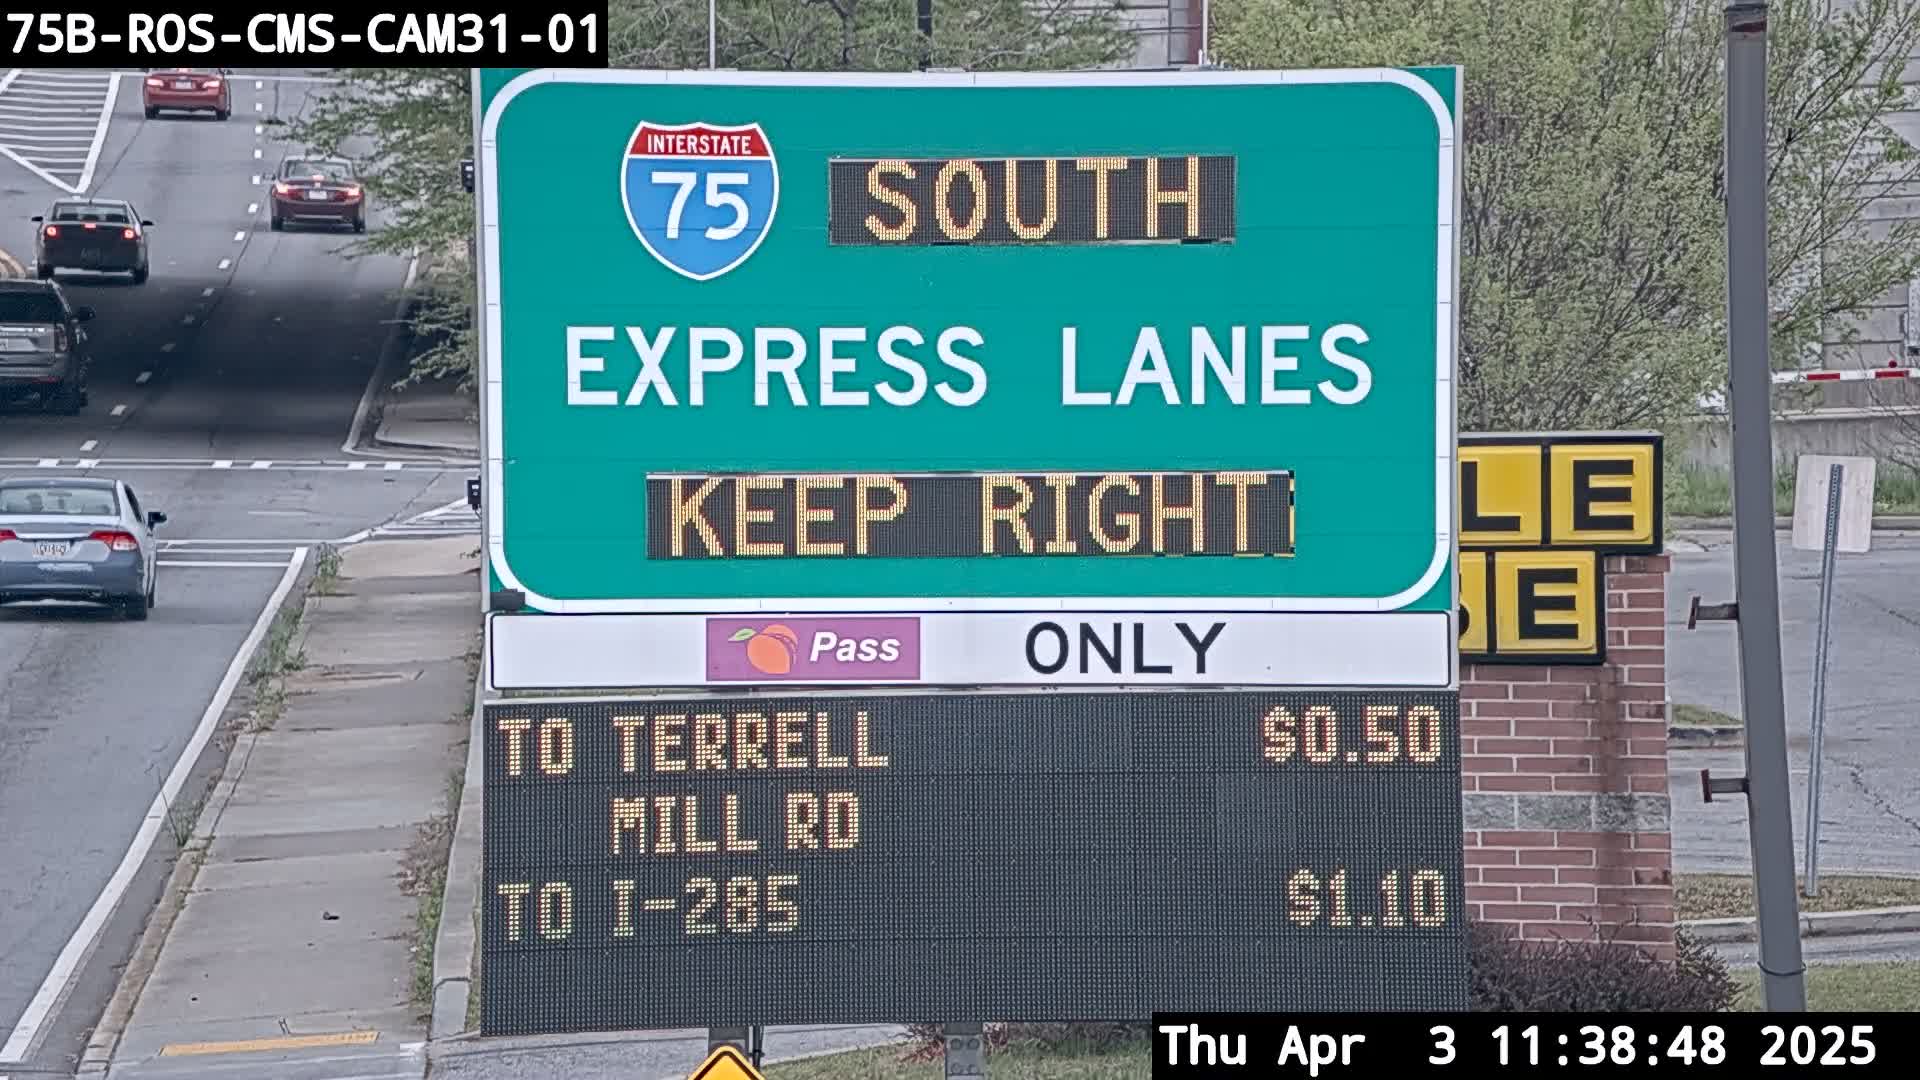 75B-ROS-CMS-CAM31-01
INTERSTATE
75
SOUTH
EXPRESS LANES
KEEP RIGHT
Pass ONLY
TO TERRELL $0.50
MILL RD
TO I-285 $1.10
LE
E
Thu Apr 3 11:38:48 2025